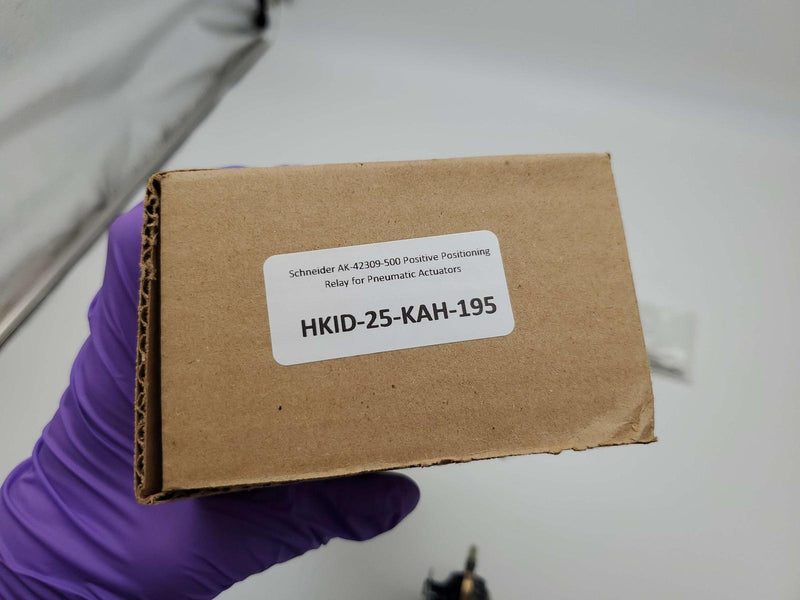 Schneider AK-42309-500 Positive Positioning
Relay for Pneumatic Actuators
HKID-25-KAH-195